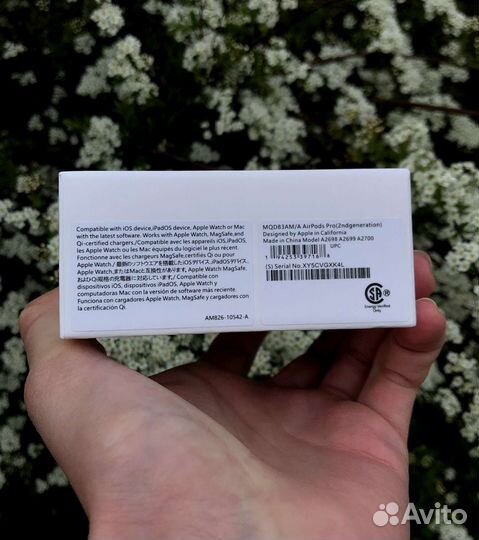 Compatible with iOS device, iPadOS device, Apple Watch or Mac
with the latest software. Works with Apple Watch, MagSafe,and
Qi-certified chargers./Compatible avec les appareils iOS,iPadOS,
les Apple Watch ou les Mac équipés du logiciel le plus récent.
Fonctionne avec les chargeurs MagSafe,certifiés Qi ou pour
Apple Watch./最新のソフトウエアを搭載したiOSデバイス、iPadOSデバイス、Apple
Watch,またはMacと互換性があります。Apple Watch、MagSafe、
および Qi規格の充電器に対応しています。/Compatible con
dispositivos iOS, dispositivos iPadOS, Apple Watch y
computadoras Mac con la versión de software más reciente.
Funciona con cargadores Apple Watch, MagSafe y cargadores con
la certificación Qi.
AM826-10542-A
MQD83AM/A AirPods Pro(2ndgeneration)
Designed by Apple in California
Made in China Model A2698 A2699 A2700
UPC
1 94253 39716 8
(S) Serial No. XY5CVGXK4L
SA
Energy Verified
Only
Avito